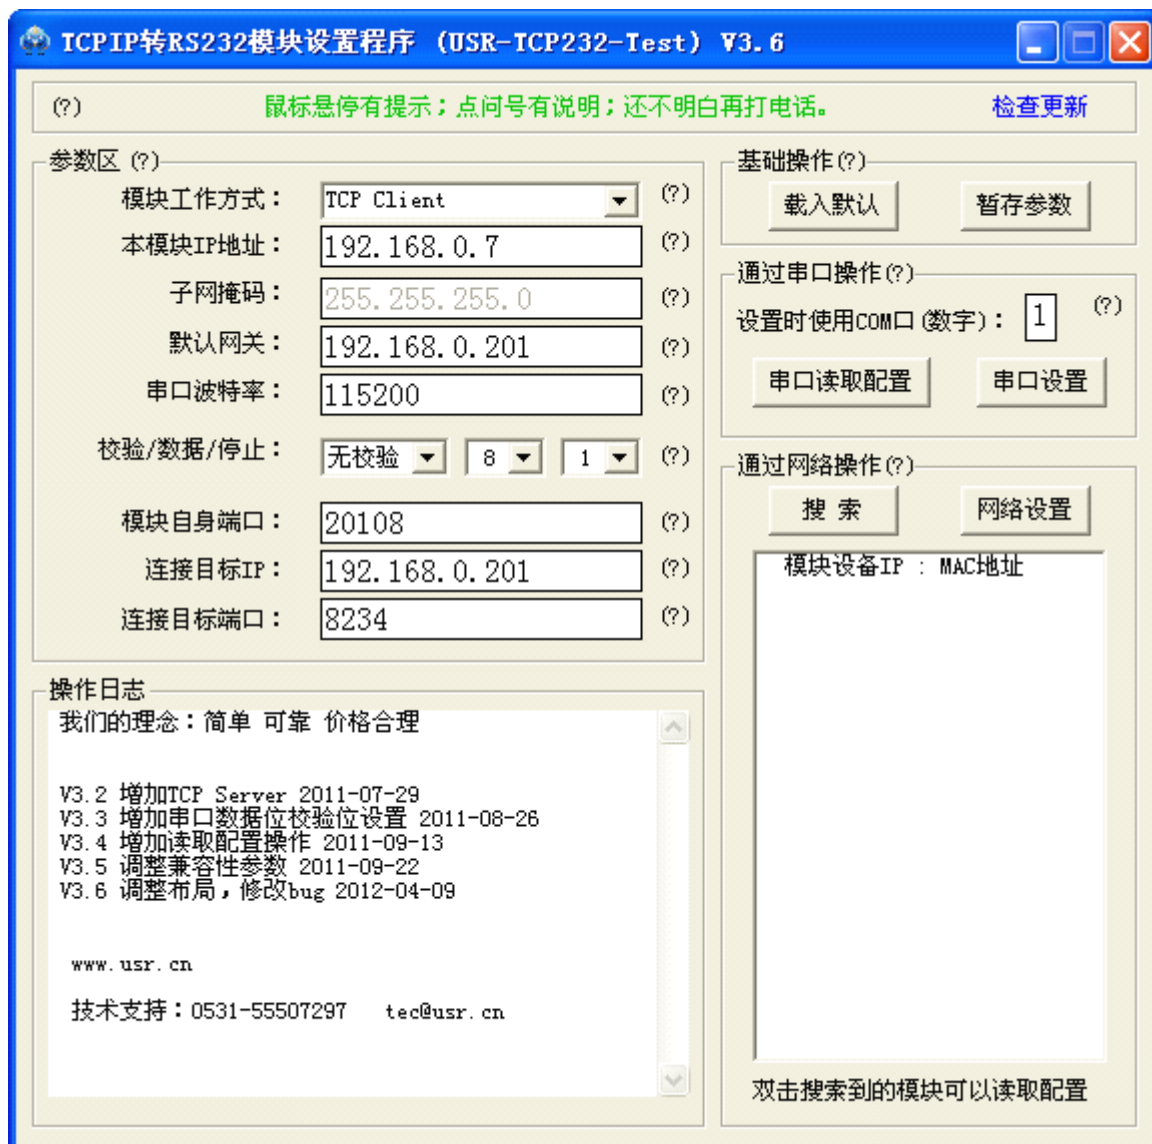 TCPIP转RS232模块设置程序 (USR-TCP232-Test) V3.6
(?) 鼠标悬停有提示；点问号有说明；还不明白再打电话。 检查更新
参数区 (?)
模块工作方式： TCP Client (?)
本模块IP地址： 192.168.0.7 (?)
子网掩码： 255.255.255.0 (?)
默认网关： 192.168.0.201 (?)
串口波特率： 115200 (?)
校验/数据/停止： 无校验 8 1 (?)
模块自身端口： 20108 (?)
连接目标IP： 192.168.0.201 (?)
连接目标端口： 8234 (?)
操作日志
我们的理念：简单 可靠 价格合理
V3.2 增加TCP Server 2011-07-29
V3.3 增加串口数据位校验位设置 2011-08-26
V3.4 增加读取配置操作 2011-09-13
V3.5 调整兼容性参数 2011-09-22
V3.6 调整布局，修改bug 2012-04-09
www.usr.cn
技术支持：0531-55507297 tec@usr.cn
基础操作(?)
载入默认 暂存参数
通过串口操作(?)
设置时使用COM口(数字)： 1 (?)
串口读取配置 串口设置
通过网络操作(?)
搜 索 网络设置
模块设备IP : MAC地址
双击搜索到的模块可以读取配置